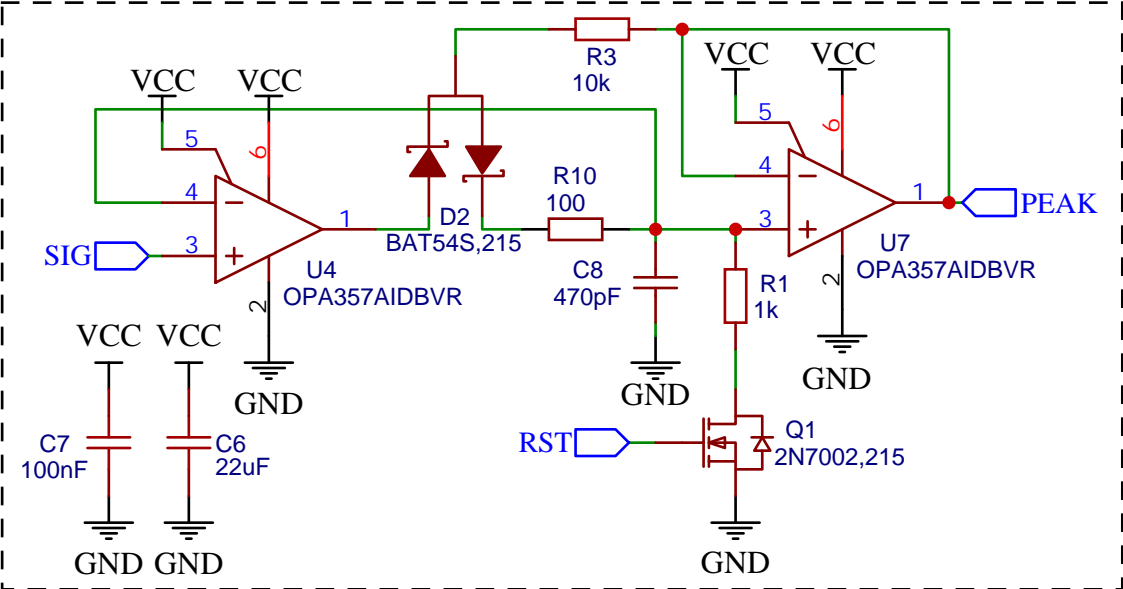 R3
10k
VCC
VCC
VCC
VCC
5
6
4
3
1
2
SIG
U4
OPA357AIDBVR
D2
BAT54S,215
R10
100
C8
470pF
GND
R1
1k
5
6
4
3
1
2
PEAK
U7
OPA357AIDBVR
GND
GND
VCC
VCC
C7
100nF
C6
22uF
GND
GND
RST
Q1
2N7002,215
GND